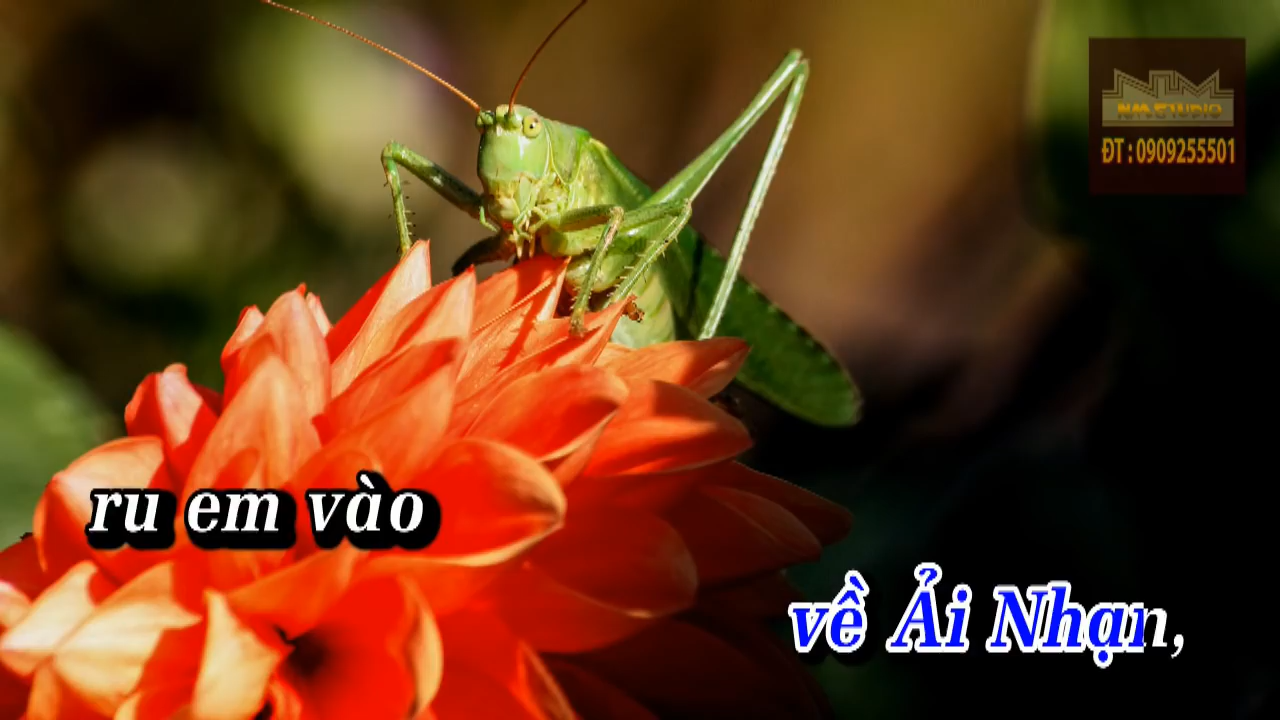 NM STUDIO
ĐT : 0909255501
ru em vào
về Ải Nhạn,